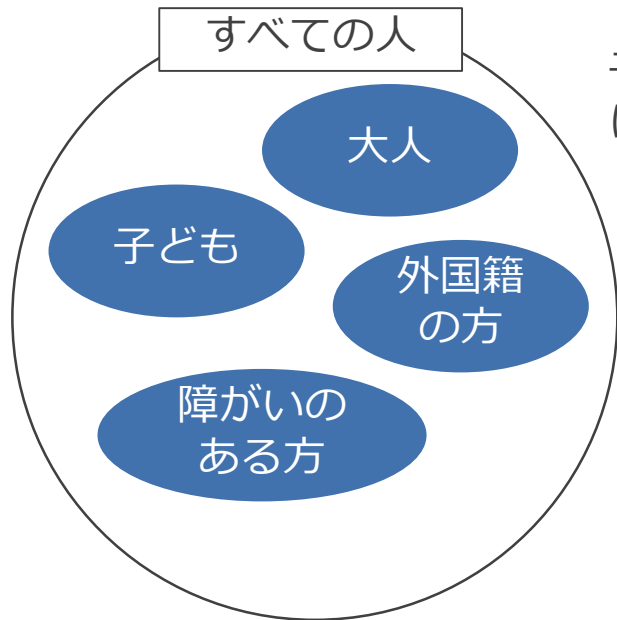 すべての人
大人
子ども
外国籍
の方
障がいの
ある方